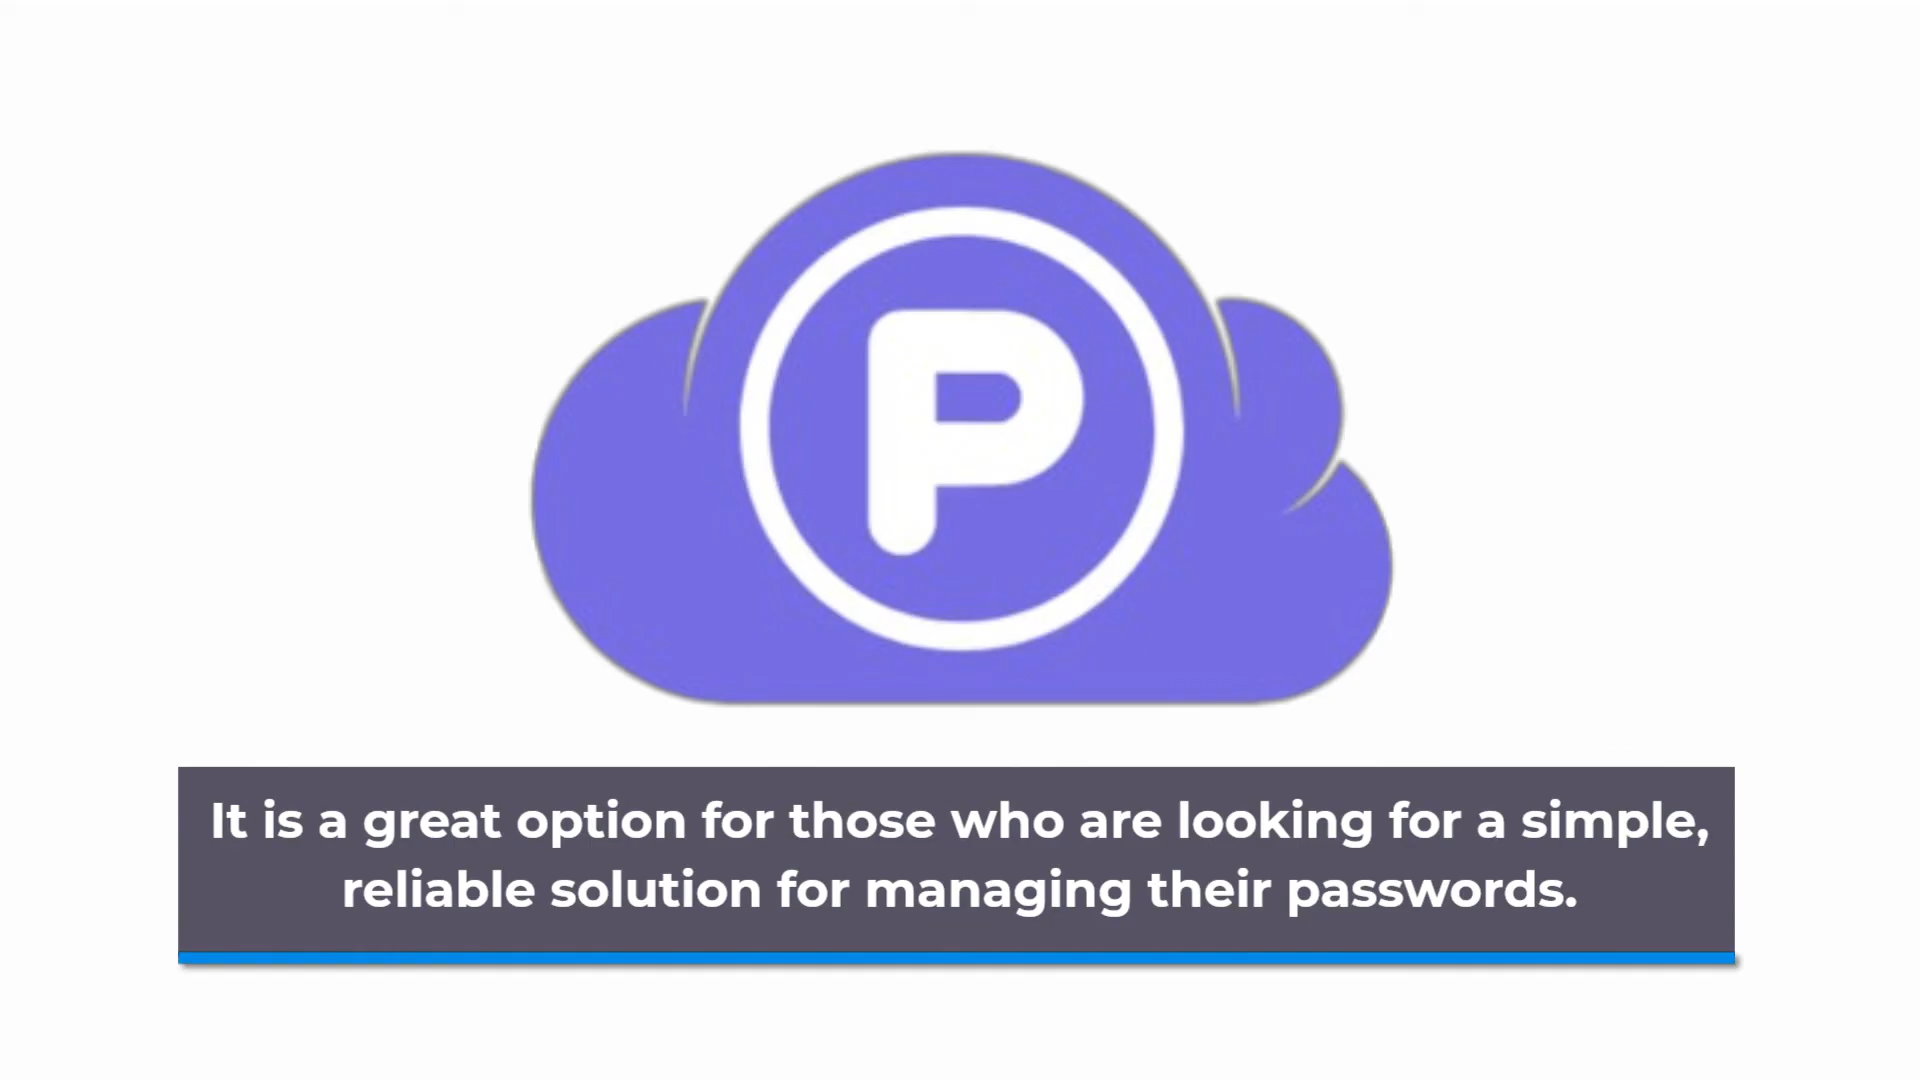 P
It is a great option for those who are looking for a simple,
reliable solution for managing their passwords.